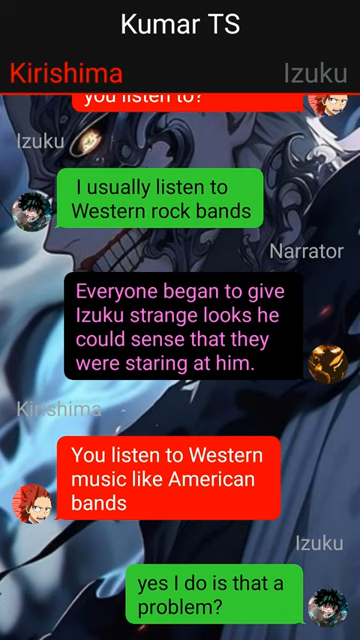 Kumar TS
Kirishima
Izuku
you listen to?
Izuku
I usually listen to
Western rock bands
Narrator
Everyone began to give
Izuku strange looks he
could sense that they
were staring at him.
Kirishima
You listen to Western
music like American
bands
Izuku
yes I do is that a
problem?